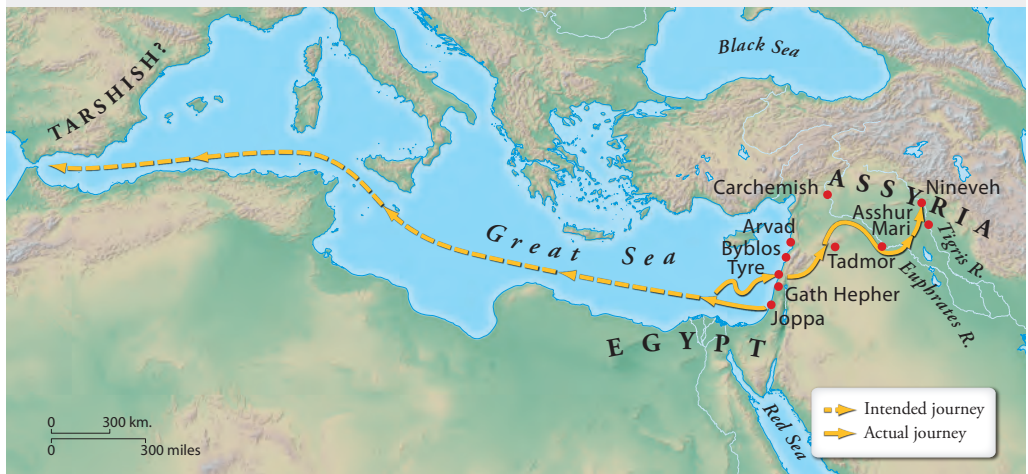 Black Sea
TARSHISH?
ASSYRIA
Carchemish
Nineveh
Asshur
Mari
Arvad
Great Sea
Byblos
Tigris R.
Tyre
Tadmor
Euphrates R.
Gath Hepher
Joppa
EGYPT
Red Sea
0 300 km.
0 300 miles
Intended journey
Actual journey